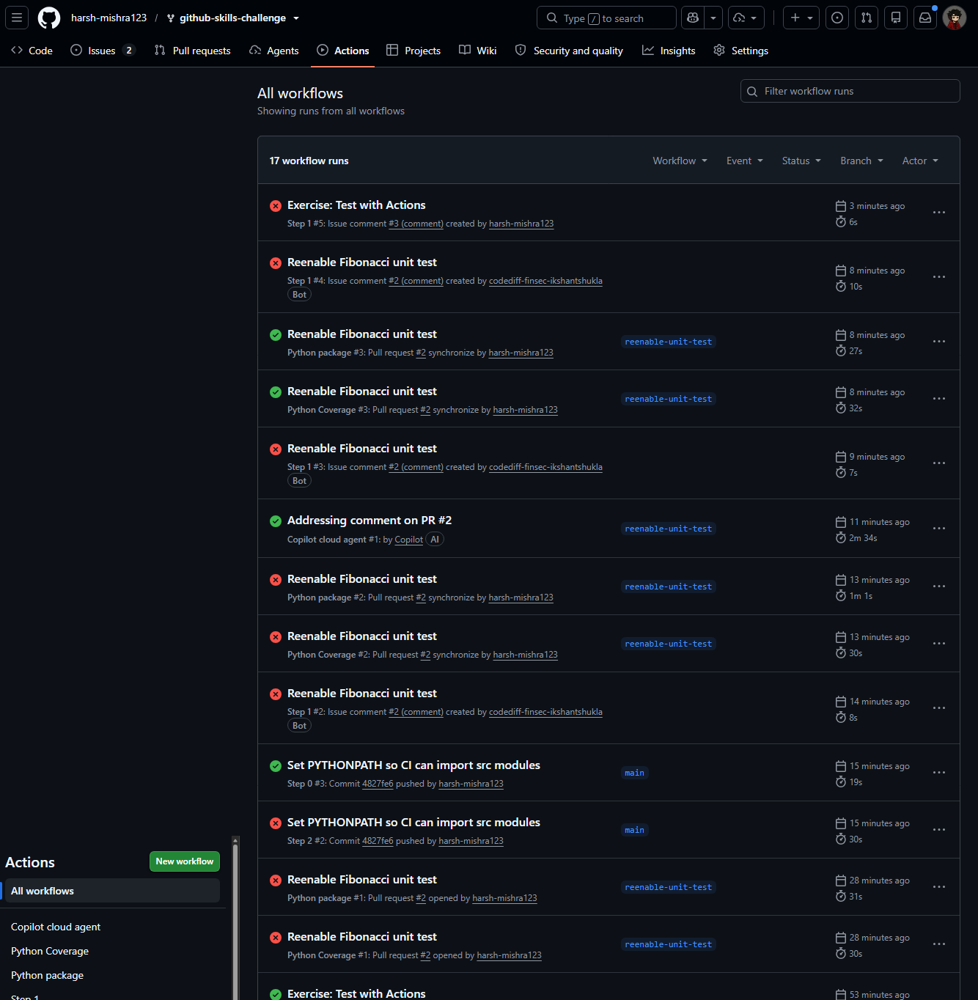 harsh-mishra123 / github-skills-challenge
Type / to search
Code
Issues 2
Pull requests
Agents
Actions
Projects
Wiki
Security and quality
Insights
Settings
All workflows
Showing runs from all workflows
Filter workflow runs
17 workflow runs
Workflow
Event
Status
Branch
Actor
Exercise: Test with Actions
Step 1 #5: Issue comment #3 (comment) created by harsh-mishra123
3 minutes ago
6s
Reenable Fibonacci unit test
Step 1 #4: Issue comment #2 (comment) created by codediff-finsec-ikshantshukla
Bot
8 minutes ago
10s
Reenable Fibonacci unit test
Python package #3: Pull request #2 synchronize by harsh-mishra123
reenable-unit-test
8 minutes ago
27s
Reenable Fibonacci unit test
Python Coverage #3: Pull request #2 synchronize by harsh-mishra123
reenable-unit-test
8 minutes ago
32s
Reenable Fibonacci unit test
Step 1 #3: Issue comment #2 (comment) created by codediff-finsec-ikshantshukla
Bot
9 minutes ago
7s
Addressing comment on PR #2
Copilot cloud agent #1: by Copilot AI
reenable-unit-test
11 minutes ago
2m 34s
Reenable Fibonacci unit test
Python package #2: Pull request #2 synchronize by harsh-mishra123
reenable-unit-test
13 minutes ago
1m 1s
Reenable Fibonacci unit test
Python Coverage #2: Pull request #2 synchronize by harsh-mishra123
reenable-unit-test
13 minutes ago
30s
Reenable Fibonacci unit test
Step 1 #2: Issue comment #2 (comment) created by codediff-finsec-ikshantshukla
Bot
14 minutes ago
8s
Set PYTHONPATH so CI can import src modules
Step 0 #3: Commit 4827fe6 pushed by harsh-mishra123
main
15 minutes ago
19s
Set PYTHONPATH so CI can import src modules
Step 2 #2: Commit 4827fe6 pushed by harsh-mishra123
main
15 minutes ago
30s
Reenable Fibonacci unit test
Python package #1: Pull request #2 opened by harsh-mishra123
reenable-unit-test
28 minutes ago
31s
Reenable Fibonacci unit test
Python Coverage #1: Pull request #2 opened by harsh-mishra123
reenable-unit-test
28 minutes ago
30s
Exercise: Test with Actions
53 minutes ago
Actions
New workflow
All workflows
Copilot cloud agent
Python Coverage
Python package
Step 1